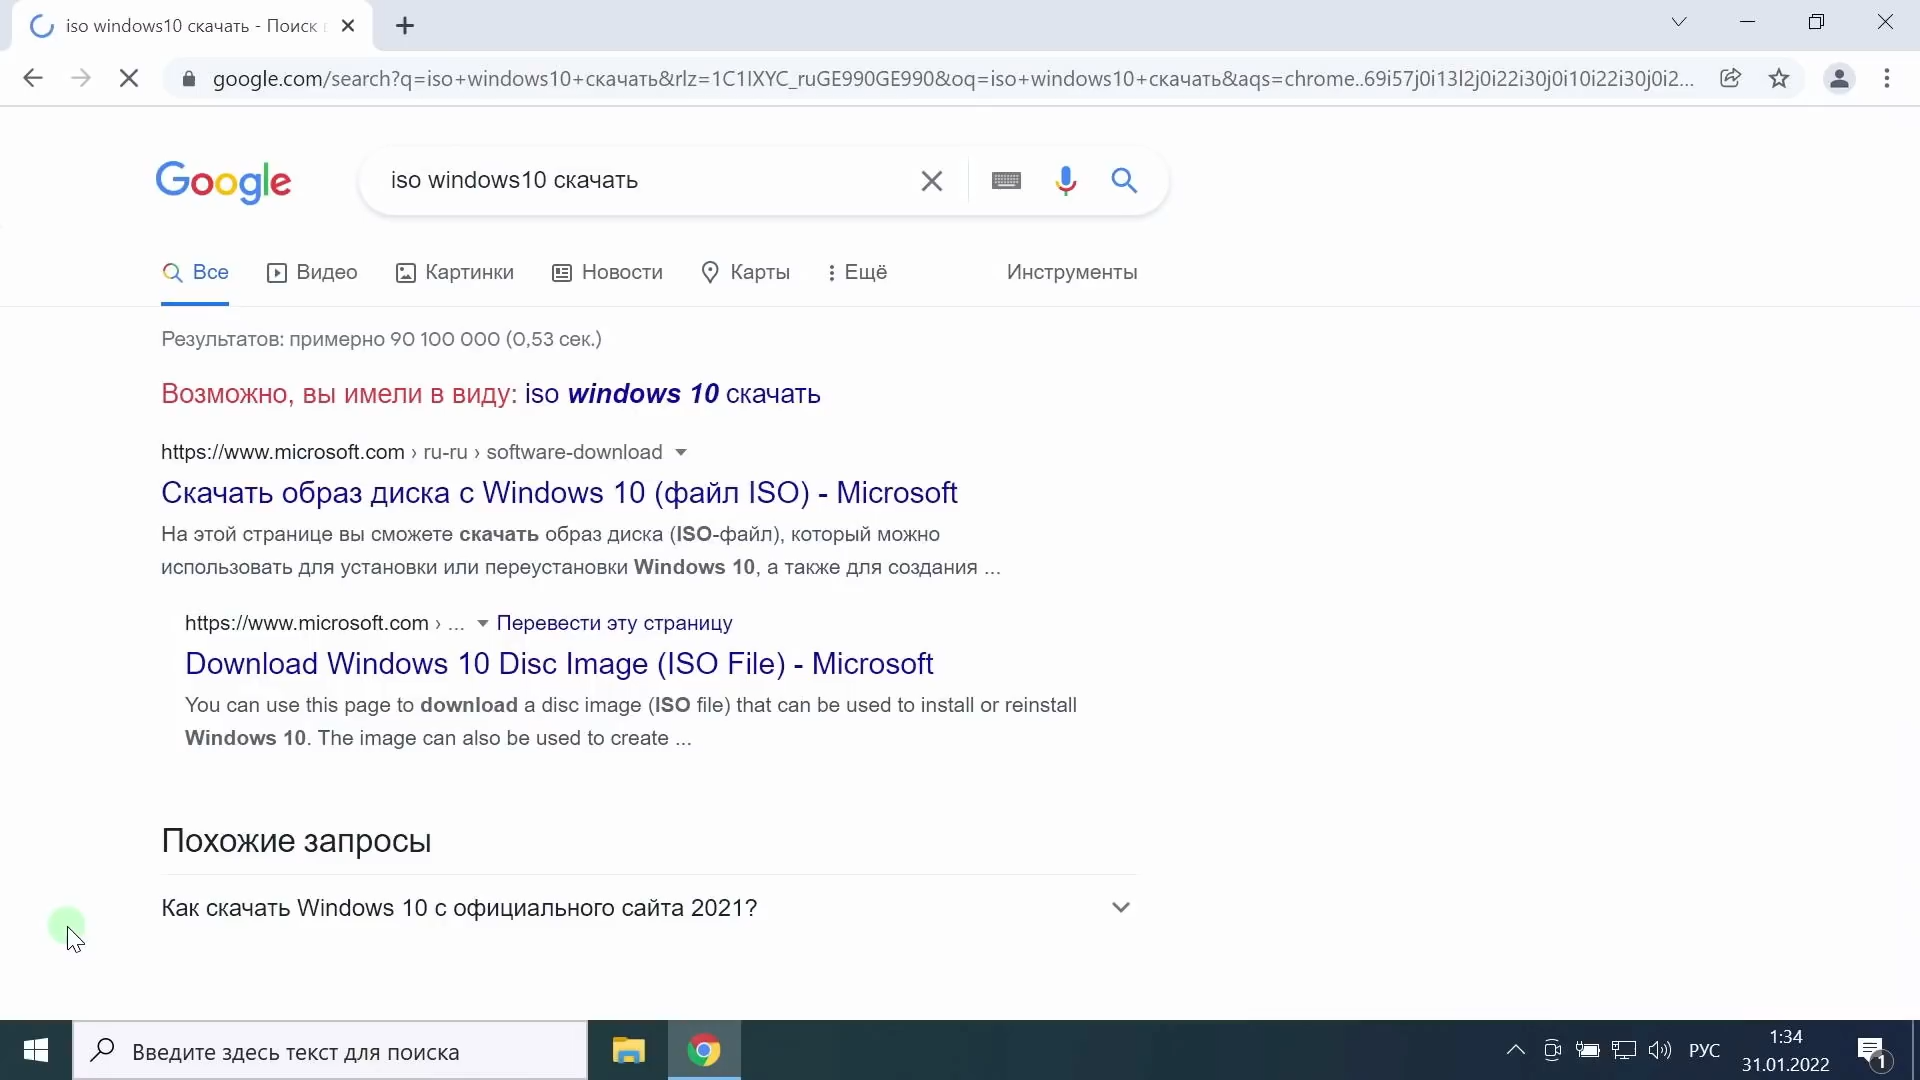 iso windows10 скачать - Поиск
google.com/search?q=iso+windows10+скачать&rlz=1C1IXYC_ruGE990GE990&oq=iso+windows10+скачать&aqs=chrome..69i57j0i13l2j0i22i30j0i10i22i30j0i2...
Google
iso windows10 скачать
Все Видео Картинки Новости Карты Ещё Инструменты
Результатов: примерно 90 100 000 (0,53 сек.)
Возможно, вы имели в виду: iso windows 10 скачать
https://www.microsoft.com › ru-ru › software-download
Скачать образ диска с Windows 10 (файл ISO) - Microsoft
На этой странице вы сможете скачать образ диска (ISO-файл), который можно
использовать для установки или переустановки Windows 10, а также для создания ...
https://www.microsoft.com › ... Перевести эту страницу
Download Windows 10 Disc Image (ISO File) - Microsoft
You can use this page to download a disc image (ISO file) that can be used to install or reinstall
Windows 10. The image can also be used to create ...
Похожие запросы
Как скачать Windows 10 с официального сайта 2021?
Введите здесь текст для поиска
РУС
1:34
31.01.2022
1